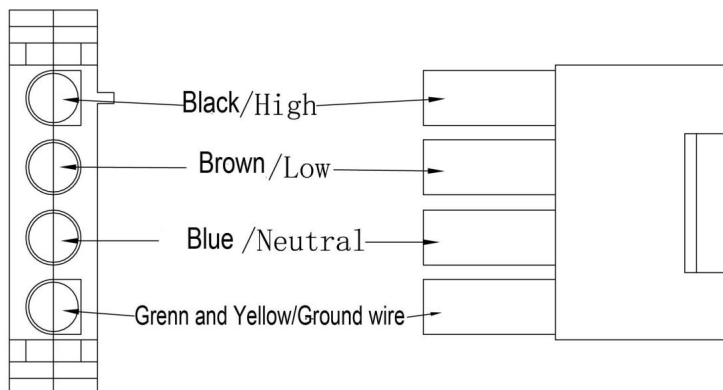 Black/High
Brown/Low
Blue /Neutral
Grenn and Yellow/Ground wire